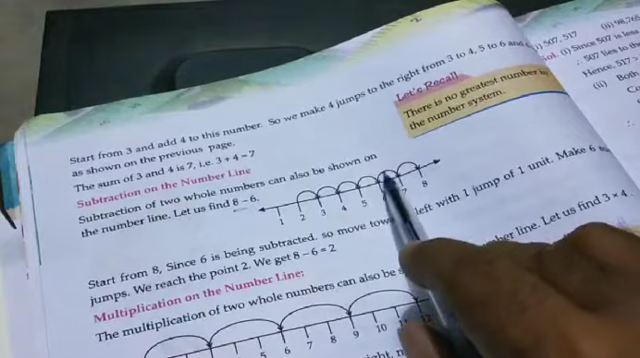 Start from 3 and add 4 to this number. So we make 4 jumps to the right from 3 to 4, 5 to 6 and
as shown on the previous page.
The sum of 3 and 4 is 7, i.e. 3 + 4 = 7
Subtraction on the Number Line
Subtraction of two whole numbers can also be shown on
the number line. Let us find 8 – 6.
1 2 3 4 5 7 8
Let's Recall
There is no greatest number in
the number system.
Start from 8, Since 6 is being subtracted, so move left with 1 jump of 1 unit. Make 6
jumps. We reach the point 2. We get 8 – 6 = 2
Multiplication on the Number Line:
The multiplication of two whole numbers can also be number line. Let us find 3 × 4.
5 6 7 8 9 10 11 12
507, 517
(i) Since 507 is less
507 lies to
Hence, 517 >
(ii)